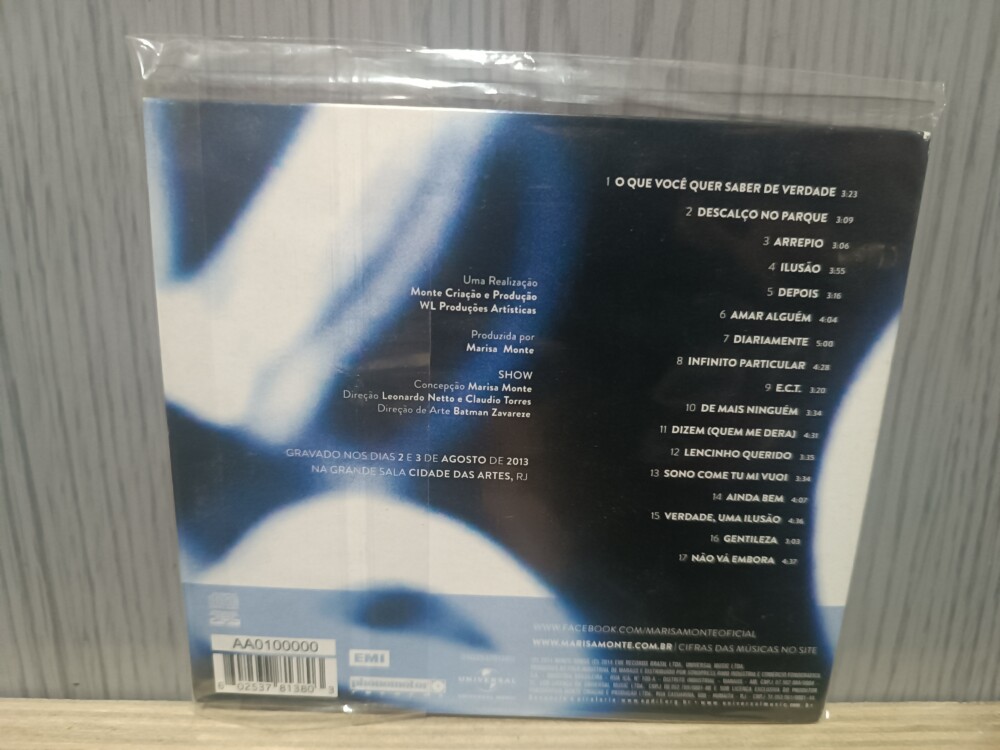 1 O QUE VOCÊ QUER SABER DE VERDADE 3:23
2 DESCALÇO NO PARQUE 3:09
3 ARREPIO 3:06
4 ILUSÃO 3:55
5 DEPOIS 3:16
6 AMAR ALGUÉM 4:04
7 DIARIAMENTE 5:00
8 INFINITO PARTICULAR 4:28
9 E.C.T. 3:20
10 DE MAIS NINGUÉM 3:34
11 DIZEM (QUEM ME DERA) 4:31
12 LENCINHO QUERIDO 3:35
13 SONO COME TU MI VUOI 3:34
14 AINDA BEM 4:07
15 VERDADE, UMA ILUSÃO 4:36
16 GENTILEZA 3:03
17 NÃO VÁ EMBORA 4:37
Uma Realização
Monte Criação e Produção
WL Produções Artísticas
Produzida por
Marisa Monte
SHOW
Concepção Marisa Monte
Direção Leonardo Netto e Claudio Torres
Direção de Arte Batman Zavareze
GRAVADO NOS DIAS 2 E 3 DE AGOSTO DE 2013
NA GRANDE SALA CIDADE DAS ARTES, RJ
WWW.FACEBOOK.COM/MARISAMONTEOFICIAL
WWW.MARISAMONTE.COM.BR | CIFRAS DAS MÚSICAS NO SITE
AA0100000
6 02537 81380 3
EMI
phonomotor
UNIVERSAL